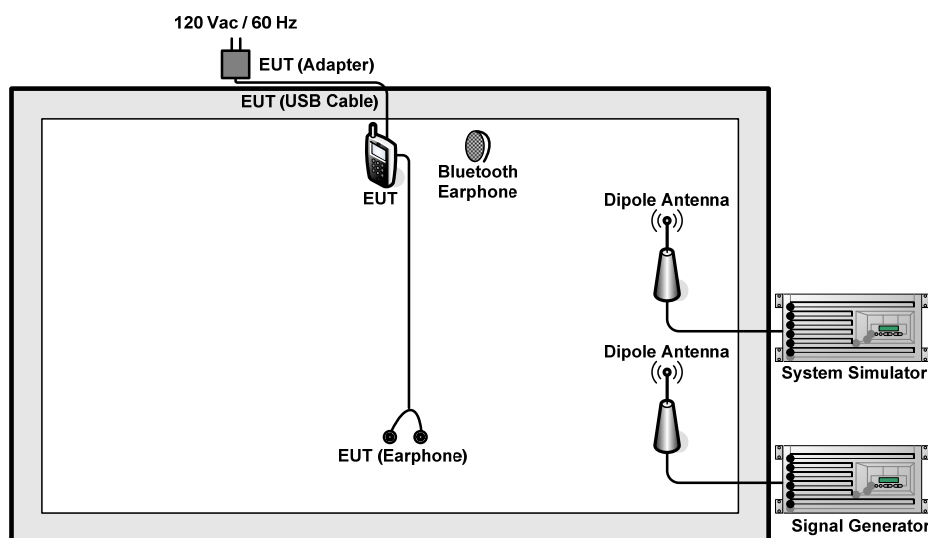 120 Vac / 60 Hz
EUT (Adapter)
EUT (USB Cable)
EUT
Bluetooth
Earphone
Dipole Antenna
System Simulator
Dipole Antenna
EUT (Earphone)
Signal Generator